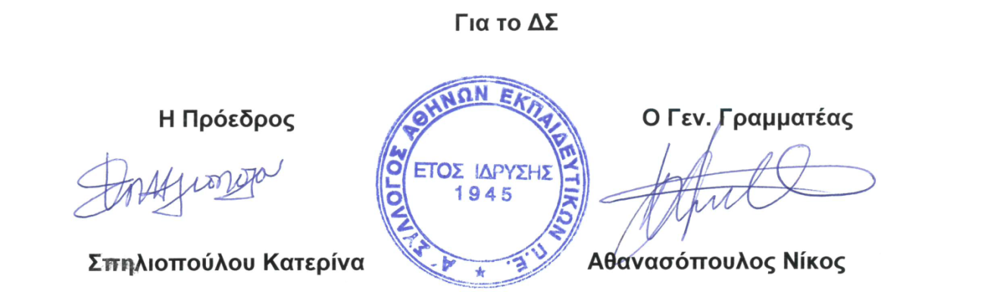 Για το ΔΣ
Η Πρόεδρος
Ο Γεν. Γραμματέας
Α΄ ΣΥΛΛΟΓΟΣ ΑΘΗΝΩΝ ΕΚΠΑΙΔΕΥΤΙΚΩΝ Π.Ε.
ΕΤΟΣ ΙΔΡΥΣΗΣ
1945
Σπηλιοπούλου Κατερίνα
Αθανασόπουλος Νίκος